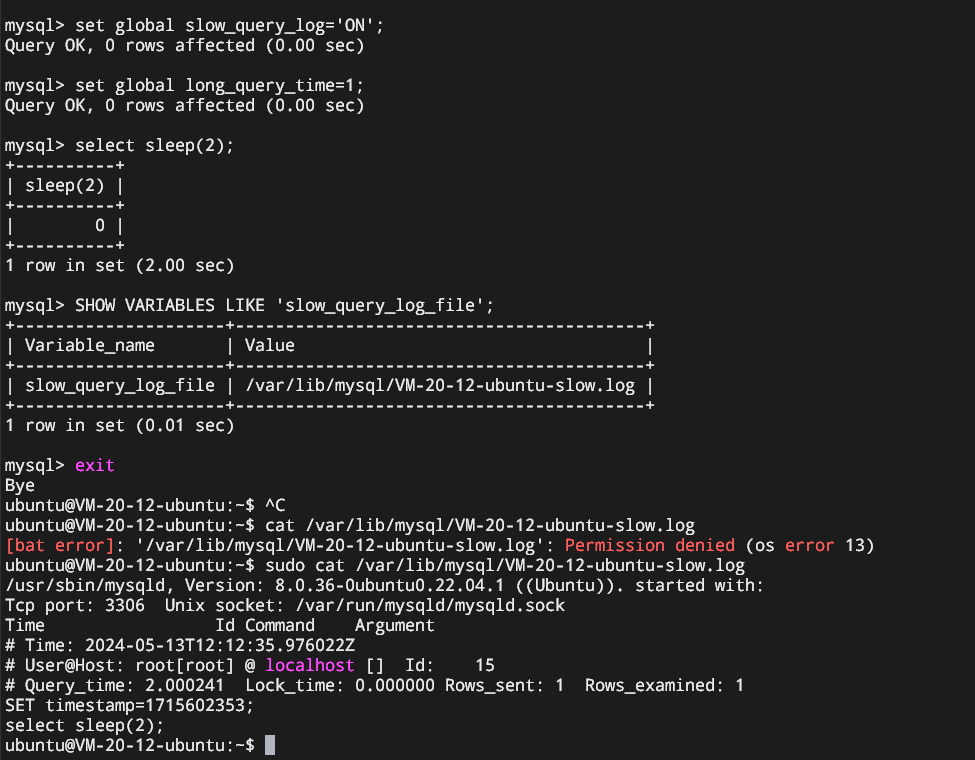 mysql> set global slow_query_log='ON';
Query OK, 0 rows affected (0.00 sec)
mysql> set global long_query_time=1;
Query OK, 0 rows affected (0.00 sec)
mysql> select sleep(2);
+----------+
| sleep(2) |
+----------+
|        0 |
+----------+
1 row in set (2.00 sec)
mysql> SHOW VARIABLES LIKE 'slow_query_log_file';
+---------------------+-----------------------------------------+
| Variable_name       | Value                                   |
+---------------------+-----------------------------------------+
| slow_query_log_file | /var/lib/mysql/VM-20-12-ubuntu-slow.log |
+---------------------+-----------------------------------------+
1 row in set (0.01 sec)
mysql> exit
Bye
ubuntu@VM-20-12-ubuntu:~$ ^C
ubuntu@VM-20-12-ubuntu:~$ cat /var/lib/mysql/VM-20-12-ubuntu-slow.log
[bat error]: '/var/lib/mysql/VM-20-12-ubuntu-slow.log': Permission denied (os error 13)
ubuntu@VM-20-12-ubuntu:~$ sudo cat /var/lib/mysql/VM-20-12-ubuntu-slow.log
/usr/sbin/mysqld, Version: 8.0.36-0ubuntu0.22.04.1 ((Ubuntu)). started with:
Tcp port: 3306  Unix socket: /var/run/mysqld/mysqld.sock
Time                 Id Command    Argument
# Time: 2024-05-13T12:12:35.976022Z
# User@Host: root[root] @ localhost []  Id:    15
# Query_time: 2.000241  Lock_time: 0.000000 Rows_sent: 1  Rows_examined: 1
SET timestamp=1715602353;
select sleep(2);
ubuntu@VM-20-12-ubuntu:~$